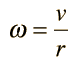 ω = v/r